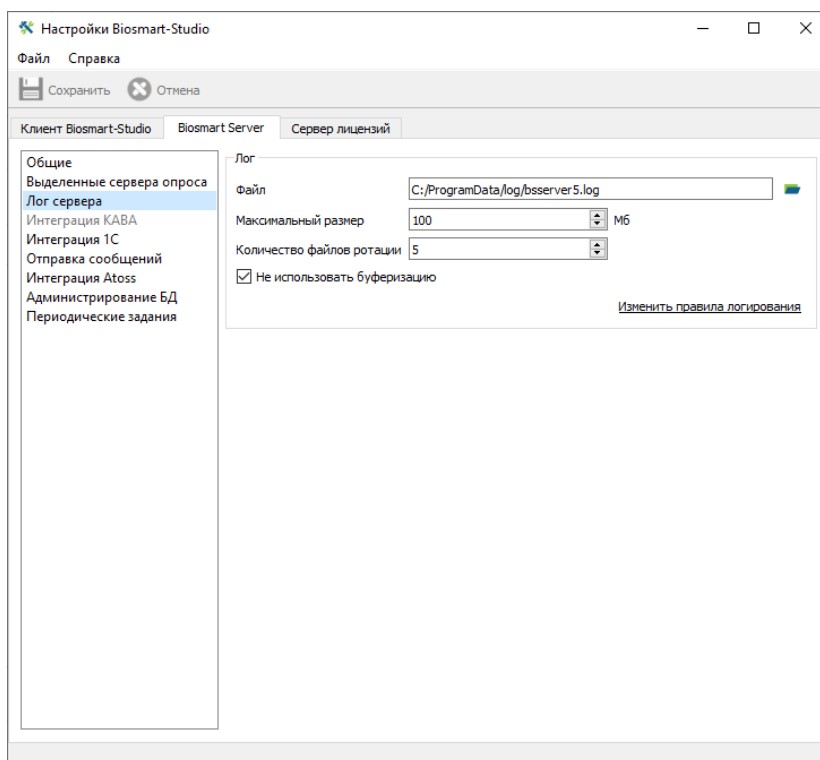 Настройки Biosmart-Studio
Файл Справка
Сохранить Отмена
Клиент Biosmart-Studio Biosmart Server Сервер лицензий
Общие
Выделенные сервера опроса
Лог сервера
Интеграция KABA
Интеграция 1С
Отправка сообщений
Интеграция Atoss
Администрирование БД
Периодические задания
Лог
Файл C:/ProgramData/log/bsserver5.log
Максимальный размер 100 Мб
Количество файлов ротации 5
Не использовать буферизацию
Изменить правила логирования